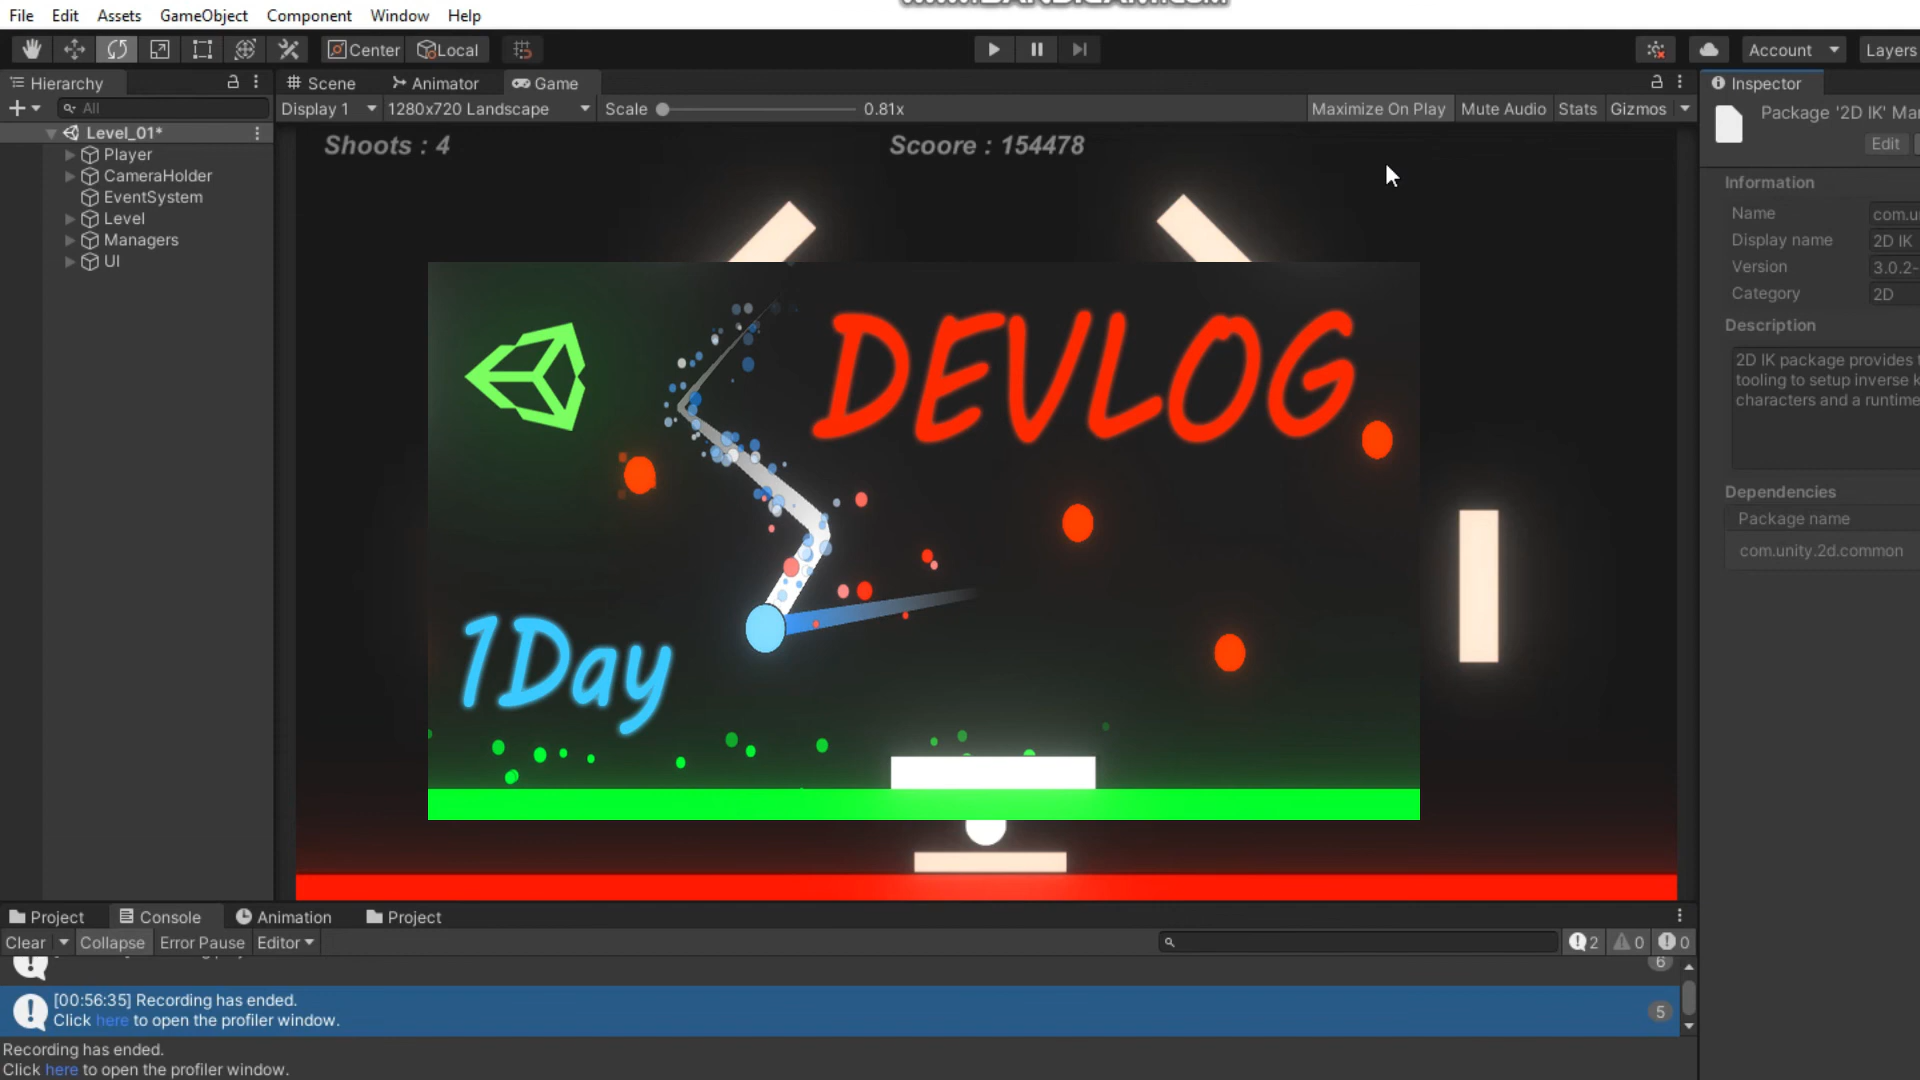 www.BANDICAM.com
File Edit Assets GameObject Component Window Help
Center Local
Account Layers
Hierarchy Scene Animator Game Inspector
All
Display 1 1280x720 Landscape Scale 0.81x Maximize On Play Mute Audio Stats Gizmos
Package '2D IK' Ma
Edit
Level_01*
Player
CameraHolder
EventSystem
Level
Managers
UI
Shoots : 4 Scoore : 154478
DEVLOG
1Day
Information
Name com.u
Display name 2D IK
Version 3.0.2-
Category 2D
Description
2D IK package provides t
tooling to setup inverse k
characters and a runtime
Dependencies
Package name
com.unity.2d.common
Project Console Animation Project
Clear Collapse Error Pause Editor 2 0 0
6
[00:56:35] Recording has ended.
Click here to open the profiler window.
5
Recording has ended.
Click here to open the profiler window.